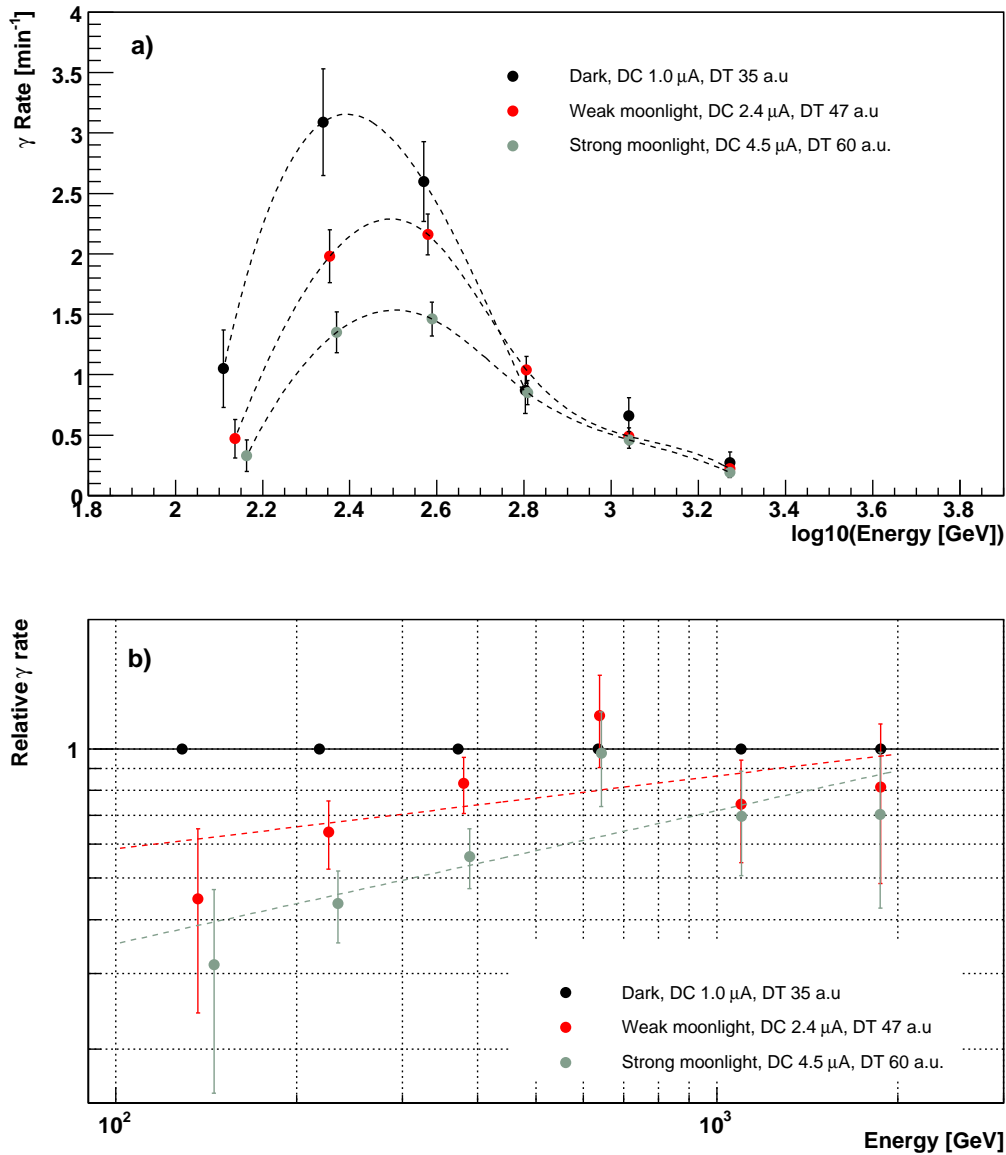 a)
γ Rate [min⁻¹]
4
3.5
3
2.5
2
1.5
1
0.5
0
Dark, DC 1.0 μA, DT 35 a.u
Weak moonlight, DC 2.4 μA, DT 47 a.u
Strong moonlight, DC 4.5 μA, DT 60 a.u.
1.8 2 2.2 2.4 2.6 2.8 3 3.2 3.4 3.6 3.8
log10(Energy [GeV])
b)
Relative γ rate
1
Dark, DC 1.0 μA, DT 35 a.u
Weak moonlight, DC 2.4 μA, DT 47 a.u
Strong moonlight, DC 4.5 μA, DT 60 a.u.
10² 10³
Energy [GeV]